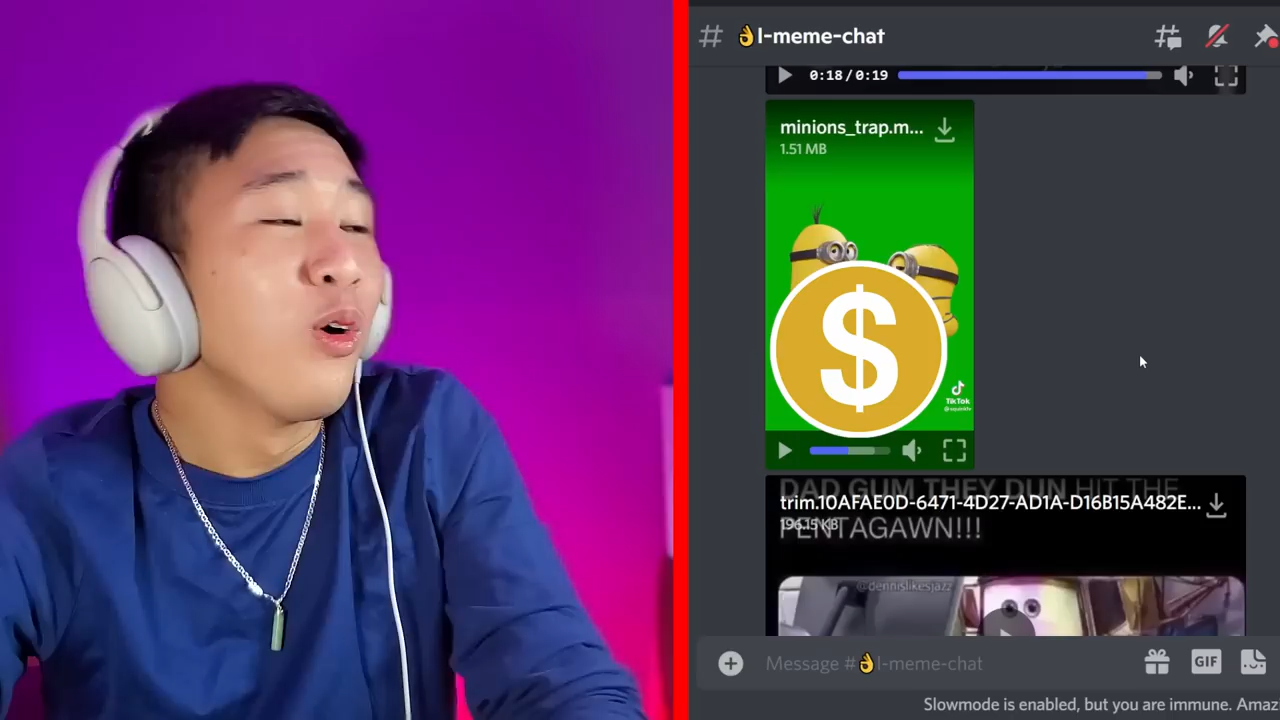 # 👌I-meme-chat
0:18/0:19
minions_trap.m...
1.51 MB
$
TikTok
DAD GUM THEY DUN HIT THE
trim.10AFAE0D-6471-4D27-AD1A-D16B15A482E...
196.15 KB
PENTAGAWN!!!
@dennislikesjazz
Message #👌I-meme-chat
GIF
Slowmode is enabled, but you are immune. Amaz